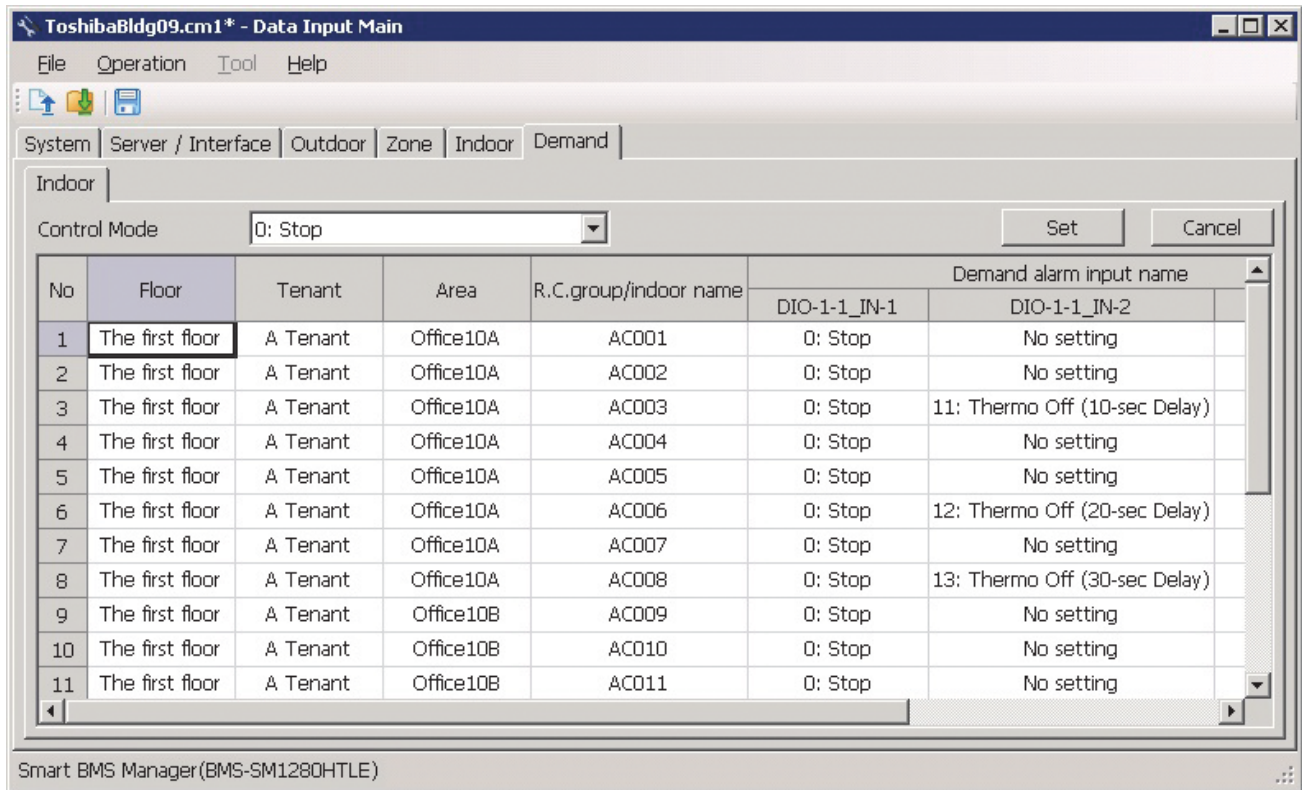 ToshibaBldg09.cm1* - Data Input Main
File Operation Tool Help
System Server / Interface Outdoor Zone Indoor Demand
Indoor
Control Mode 0: Stop Set Cancel
No Floor Tenant Area R.C.group/indoor name Demand alarm input name
DIO-1-1_IN-1 DIO-1-1_IN-2
1 The first floor A Tenant Office10A AC001 0: Stop No setting
2 The first floor A Tenant Office10A AC002 0: Stop No setting
3 The first floor A Tenant Office10A AC003 0: Stop 11: Thermo Off (10-sec Delay)
4 The first floor A Tenant Office10A AC004 0: Stop No setting
5 The first floor A Tenant Office10A AC005 0: Stop No setting
6 The first floor A Tenant Office10A AC006 0: Stop 12: Thermo Off (20-sec Delay)
7 The first floor A Tenant Office10A AC007 0: Stop No setting
8 The first floor A Tenant Office10A AC008 0: Stop 13: Thermo Off (30-sec Delay)
9 The first floor A Tenant Office10B AC009 0: Stop No setting
10 The first floor A Tenant Office10B AC010 0: Stop No setting
11 The first floor A Tenant Office10B AC011 0: Stop No setting
Smart BMS Manager(BMS-SM1280HTLE)